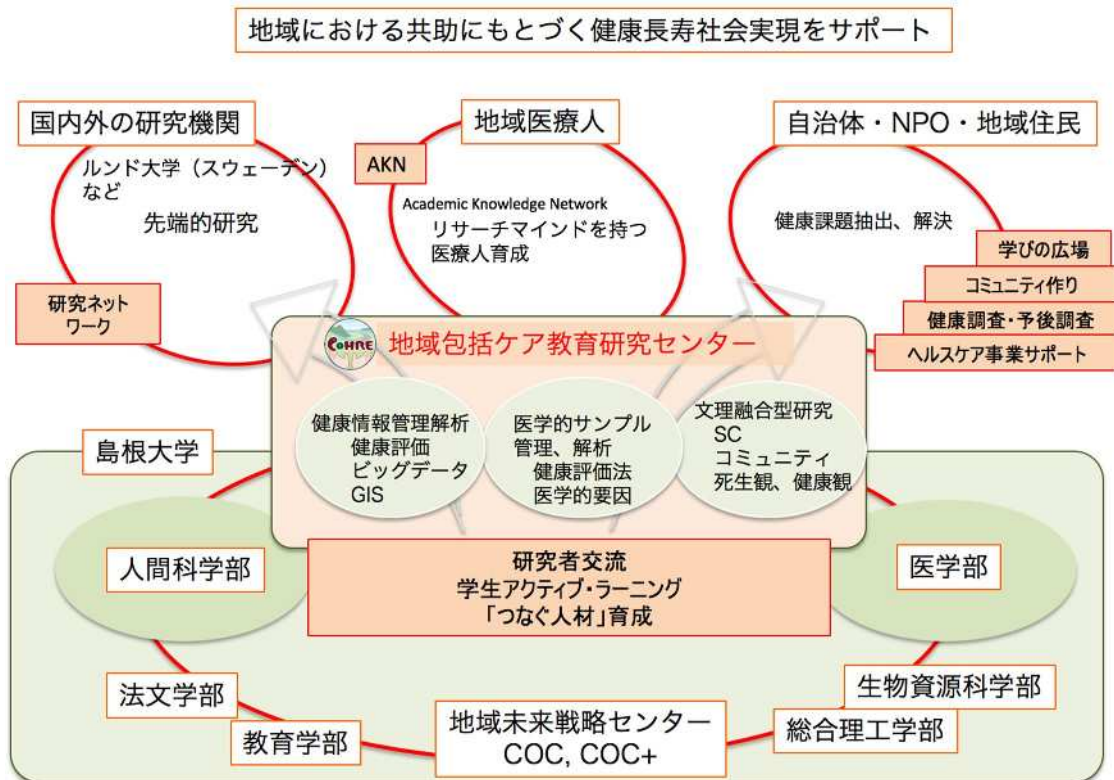 地域における共助にもとづく健康長寿社会実現をサポート
国内外の研究機関
ルンド大学（スウェーデン）
など
先端的研究
研究ネット
ワーク
地域医療人
AKN
Academic Knowledge Network
リサーチマインドを持つ
医療人育成
自治体・NPO・地域住民
健康課題抽出、解決
学びの広場
コミュニティ作り
健康調査・予後調査
ヘルスケア事業サポート
CoHRE
地域包括ケア教育研究センター
健康情報管理解析
健康評価
ビッグデータ
GIS
医学的サンプル
管理、解析
健康評価法
医学的要因
文理融合型研究
SC
コミュニティ
死生観、健康観
島根大学
人間科学部
研究者交流
学生アクティブ・ラーニング
「つなぐ人材」育成
医学部
法文学部
教育学部
地域未来戦略センター
COC, COC+
生物資源科学部
総合理工学部